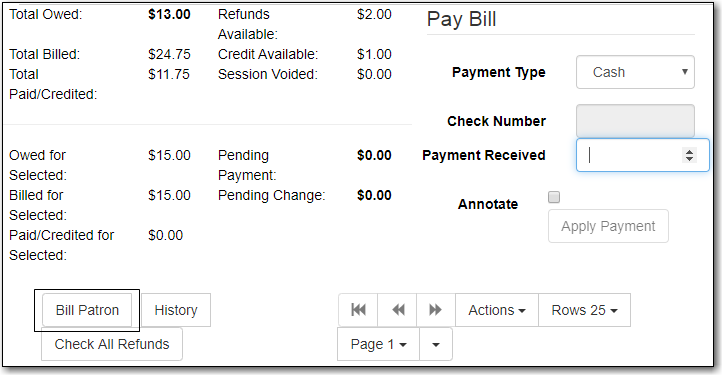 Total Owed: $13.00 Refunds Available: $2.00
Total Billed: $24.75 Credit Available: $1.00
Total Paid/Credited: $11.75 Session Voided: $0.00
Owed for Selected: $15.00 Pending Payment: $0.00
Billed for Selected: $15.00 Pending Change: $0.00
Paid/Credited for Selected: $0.00
Pay Bill
Payment Type Cash
Check Number
Payment Received
Annotate
Apply Payment
Bill Patron History Actions Rows 25
Check All Refunds Page 1